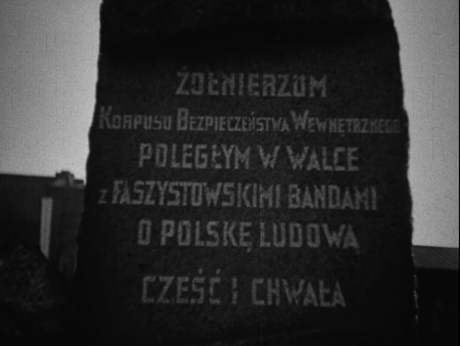 ŻOŁNIERZOM
KORPUSU BEZPIECZEŃSTWA WEWNĘTRZNEGO
POLEGŁYM W WALCE
z FASZYSTOWSKIMI BANDAMI
O POLSKĘ LUDOWĄ
CZEŚĆ I CHWAŁA